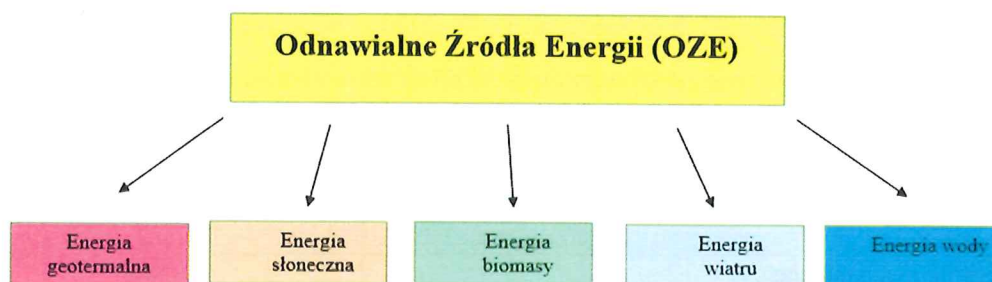 Odnawialne Źródła Energii (OZE)
Energia
geotermalna
Energia
słoneczna
Energia
biomasy
Energia
wiatru
Energia wody